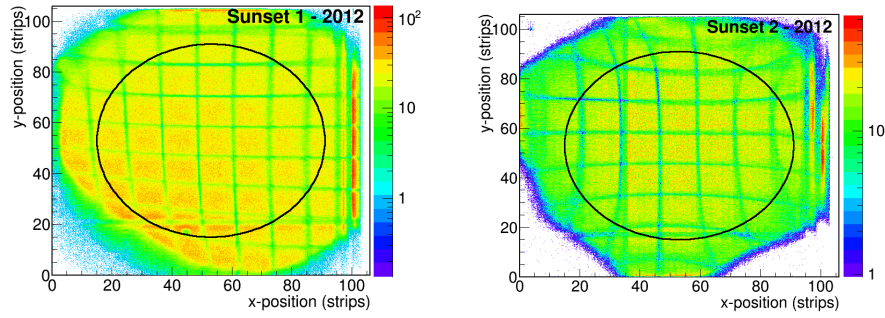 Sunset 1 - 2012
y-position (strips)
100
80
60
40
20
0
0 20 40 60 80 100
x-position (strips)
10²
10
1
Sunset 2 - 2012
y-position (strips)
100
80
60
40
20
0
0 20 40 60 80 100
x-position (strips)
10
1